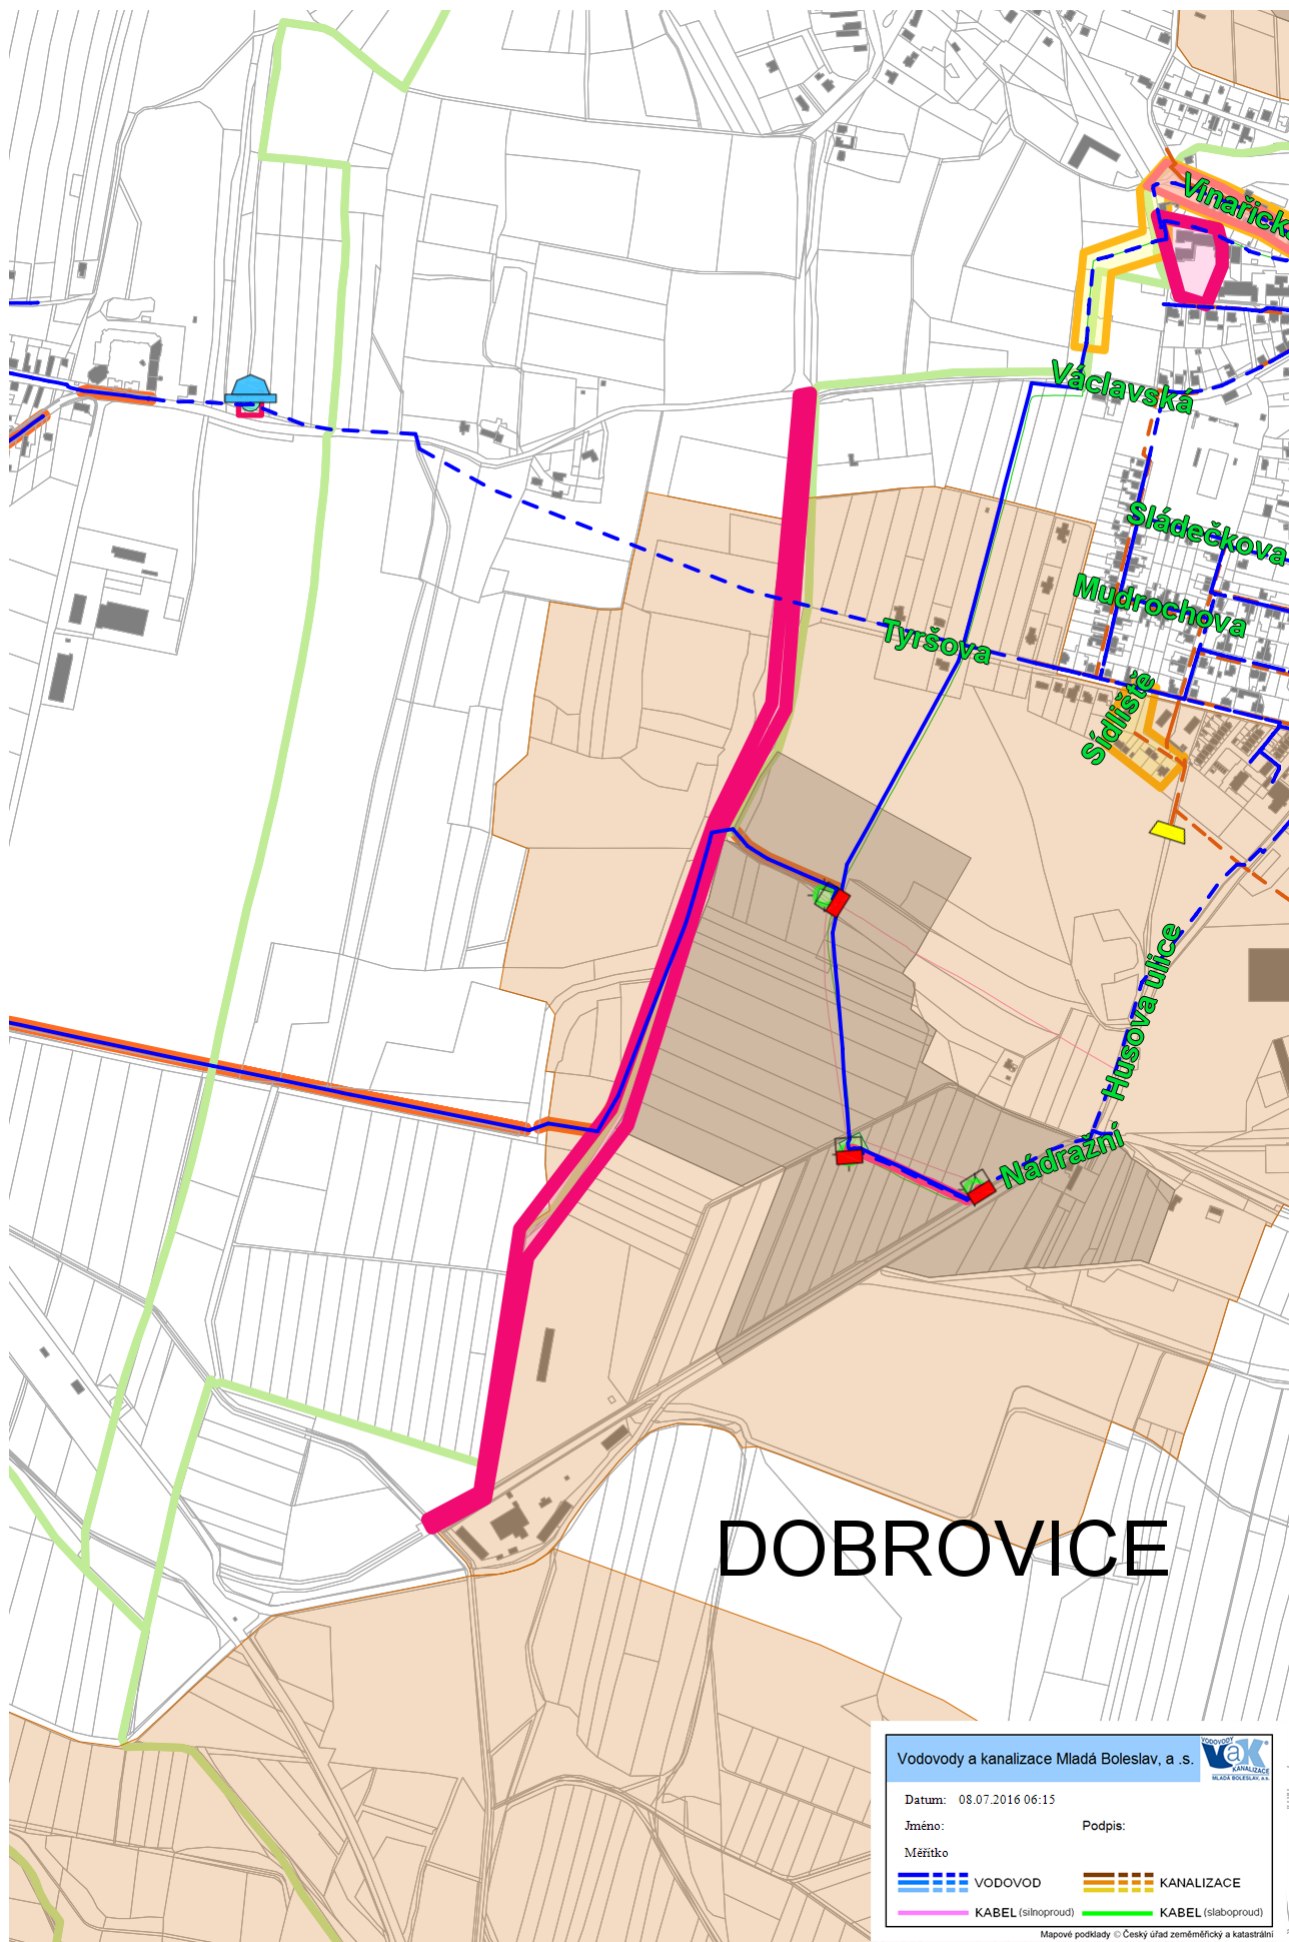 Vinařická
Václavská
Sládečkova
Mudrochova
Tyršova
Sídliště
Husova ulice
Nádražní
DOBROVICE
Vodovody a kanalizace Mladá Boleslav, a .s.
VODOVODY
VaK
KANALIZACE
MLADÁ BOLESLAV, a.s.
Datum: 08.07.2016 06:15
Jméno: Podpis:
Měřítko
VODOVOD KANALIZACE
KABEL (silnoproud) KABEL (slaboproud)
Mapové podklady © Český úřad zeměměřický a katastrální